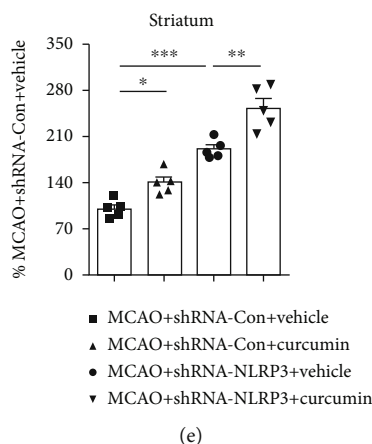 Striatum
% MCAO+shRNA-Con+vehicle
350
280
210
140
70
0
***
**
*
■ MCAO+shRNA-Con+vehicle
▲ MCAO+shRNA-Con+curcumin
● MCAO+shRNA-NLRP3+vehicle
▼ MCAO+shRNA-NLRP3+curcumin
(e)